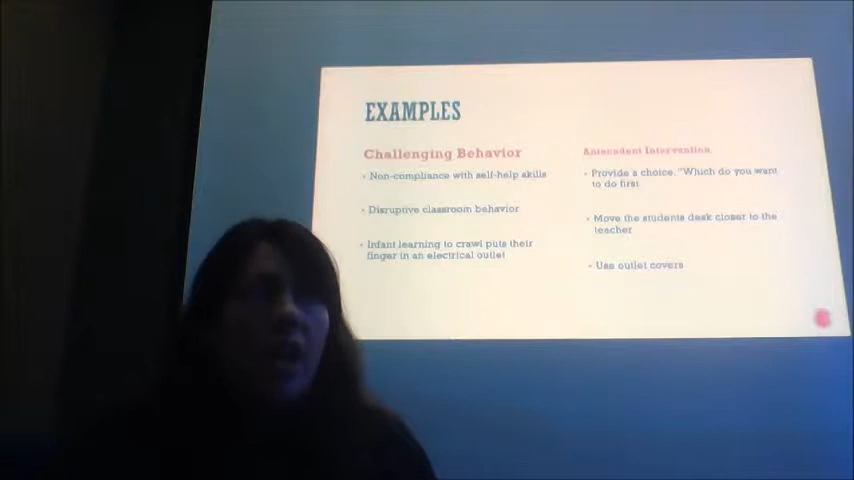 EXAMPLES
Challenging Behavior
• Non-compliance with self-help skills
• Disruptive classroom behavior
• Infant learning to crawl puts their
finger in an electrical outlet
Antecedent Intervention
• Provide a choice, "Which do you want
to do first
• Move the students desk closer to the
teacher
• Use outlet covers